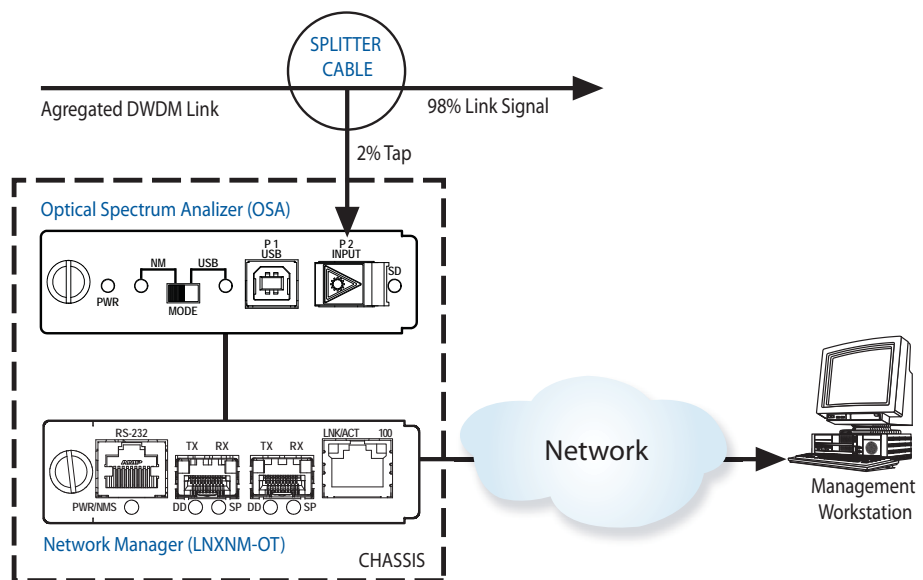 SPLITTER
CABLE
Agregated DWDM Link
98% Link Signal
2% Tap
Optical Spectrum Analizer (OSA)
P 1
USB
P 2
INPUT
NM
USB
SD
PWR
MODE
RS-232
TX RX
TX RX
LNK/ACT 100
PWR/NMS
DD SP
DD SP
Network Manager (LNXNM-OT)
CHASSIS
Network
Management
Workstation